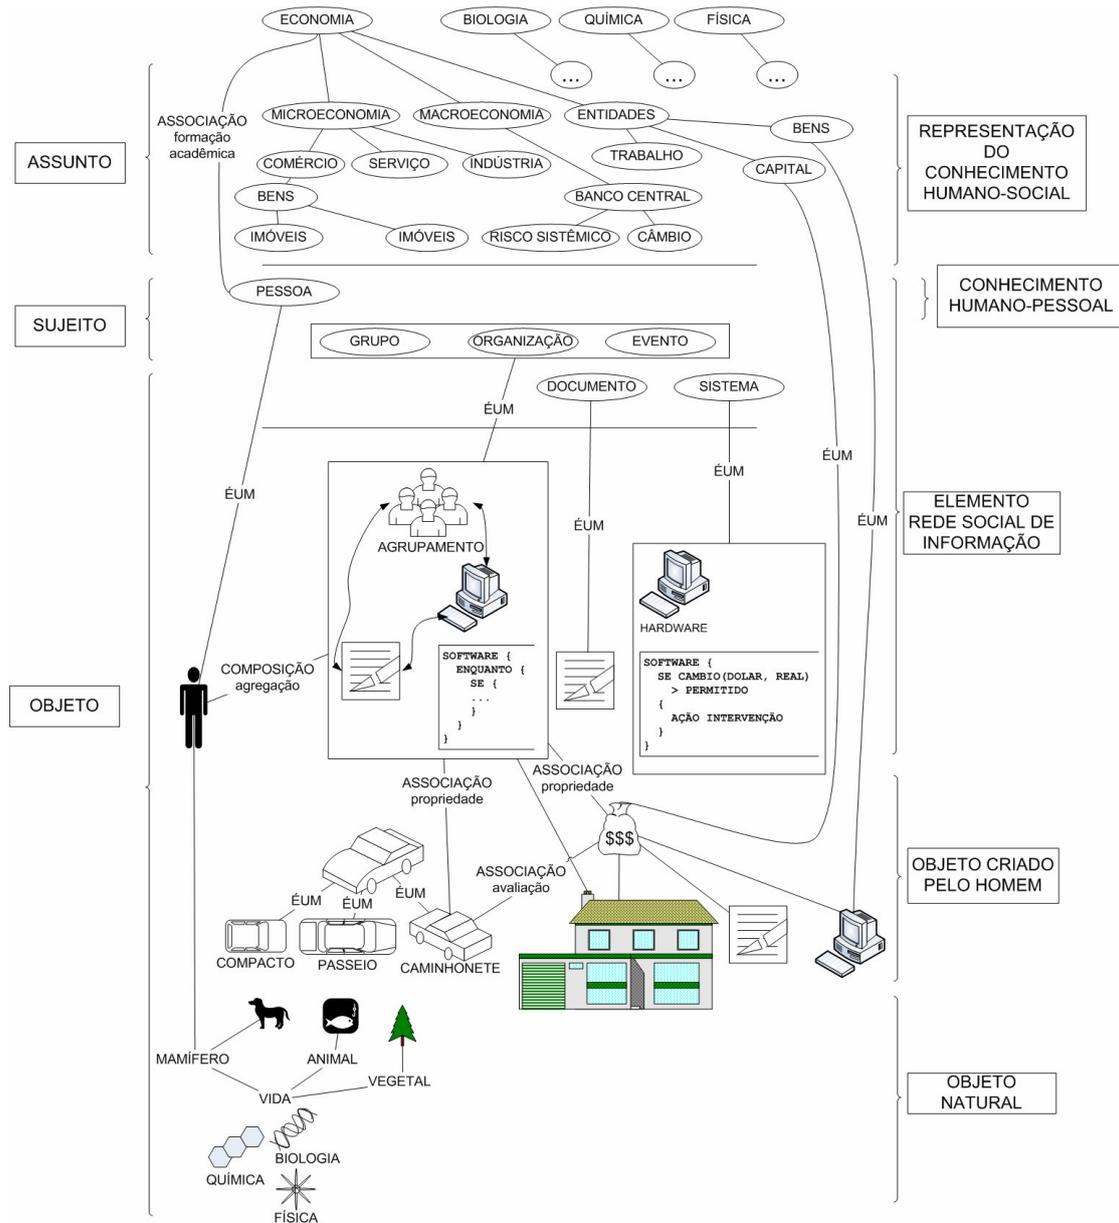 ECONOMIA
BIOLOGIA
QUÍMICA
FÍSICA
...
...
...
ASSUNTO
ASSOCIAÇÃO
formação
acadêmica
MICROECONOMIA
MACROECONOMIA
ENTIDADES
BENS
COMÉRCIO
SERVIÇO
INDÚSTRIA
TRABALHO
CAPITAL
BENS
BANCO CENTRAL
IMÓVEIS
IMÓVEIS
RISCO SISTÊMICO
CÂMBIO
REPRESENTAÇÃO
DO
CONHECIMENTO
HUMANO-SOCIAL
SUJEITO
PESSOA
CONHECIMENTO
HUMANO-PESSOAL
GRUPO
ORGANIZAÇÃO
EVENTO
DOCUMENTO
SISTEMA
ÉUM
ÉUM
ÉUM
ÉUM
ÉUM
ÉUM
ELEMENTO
REDE SOCIAL DE
INFORMAÇÃO
AGRUPAMENTO
SOFTWARE {
ENQUANTO {
SE {
...
}
}
}
HARDWARE
SOFTWARE {
SE CAMBIO(DOLAR, REAL)
> PERMITIDO
{
AÇÃO INTERVENÇÃO
}
}
OBJETO
COMPOSIÇÃO
agregação
ASSOCIAÇÃO
propriedade
ASSOCIAÇÃO
propriedade
$$$
ASSOCIAÇÃO
avaliação
OBJETO CRIADO
PELO HOMEM
ÉUM
ÉUM
ÉUM
COMPACTO
PASSEIO
CAMINHONETE
MAMÍFERO
ANIMAL
VEGETAL
VIDA
OBJETO
NATURAL
BIOLOGIA
QUÍMICA
FÍSICA